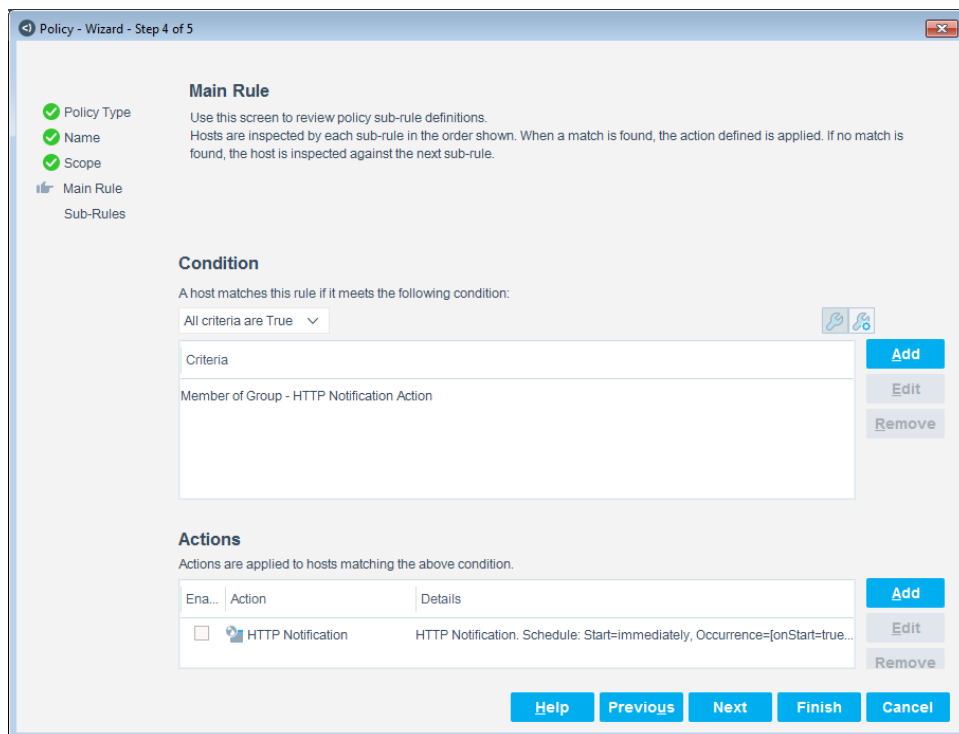 Policy - Wizard - Step 4 of 5
Policy Type
Name
Scope
Main Rule
Sub-Rules
Main Rule
Use this screen to review policy sub-rule definitions.
Hosts are inspected by each sub-rule in the order shown. When a match is found, the action defined is applied. If no match is
found, the host is inspected against the next sub-rule.
Condition
A host matches this rule if it meets the following condition:
All criteria are True
Criteria
Member of Group - HTTP Notification Action
Add
Edit
Remove
Actions
Actions are applied to hosts matching the above condition.
Ena... Action Details
HTTP Notification HTTP Notification. Schedule: Start=immediately, Occurrence=[onStart=true...
Add
Edit
Remove
Help Previous Next Finish Cancel